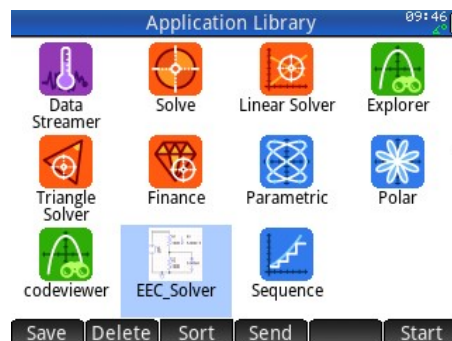 Application Library
09:46
Data
Streamer
Solve
Linear Solver
Explorer
Triangle
Solver
Finance
Parametric
Polar
codeviewer
EEC_Solver
Sequence
Save Delete Sort Send Start